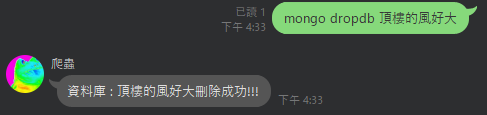 已讀 1
下午 4:33
mongo dropdb 頂樓的風好大
爬蟲
資料庫 : 頂樓的風好大刪除成功!!!
下午 4:33